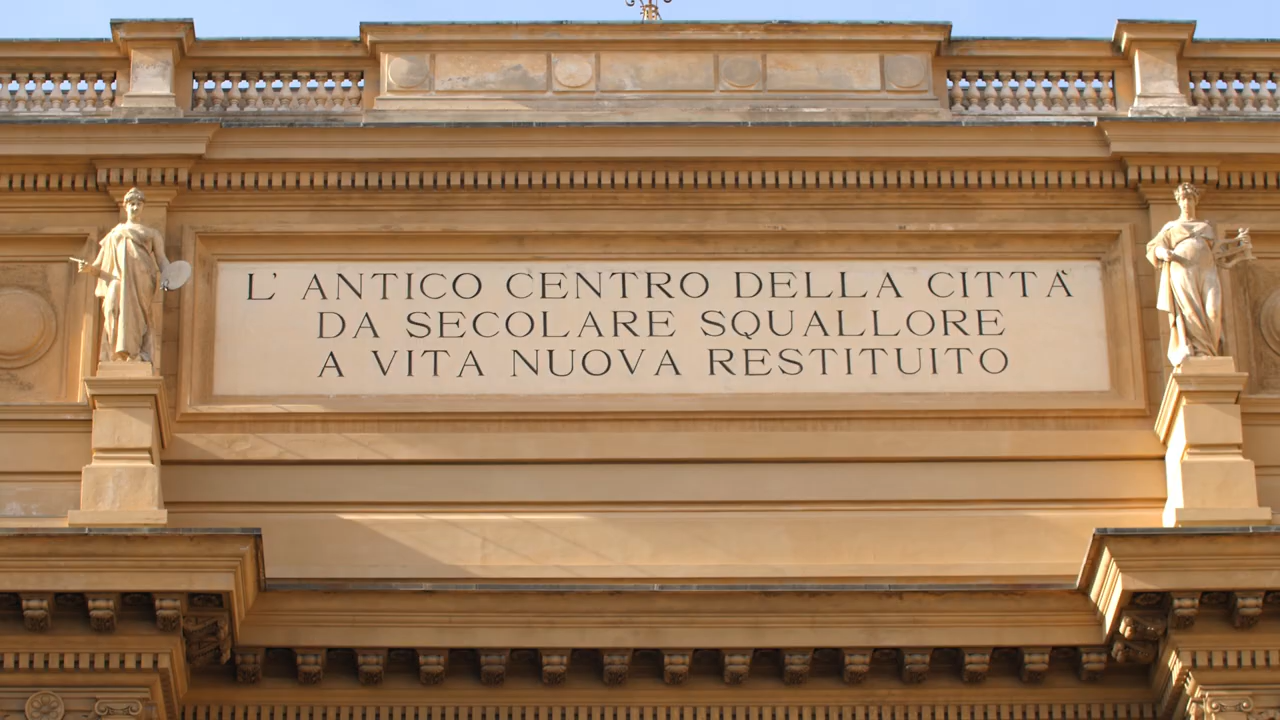 L' ANTICO CENTRO DELLA CITTÀ
DA SECOLARE SQUALLORE
A VITA NUOVA RESTITUITO